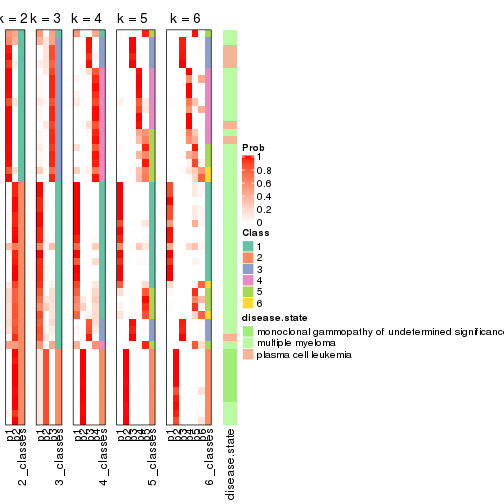 k = 2 k = 3 k = 4 k = 5 k = 6
Prob
1
0.8
0.6
0.4
0.2
0
Class
1
2
3
4
5
6
disease.state
monoclonal gammopathy of undetermined significance
multiple myeloma
plasma cell leukemia
p1 p2 2_classes p1 p2 p3 3_classes p1 p2 p3 p4 4_classes p1 p2 p3 p4 p5 5_classes p1 p2 p3 p4 p5 p6 6_classes disease.state